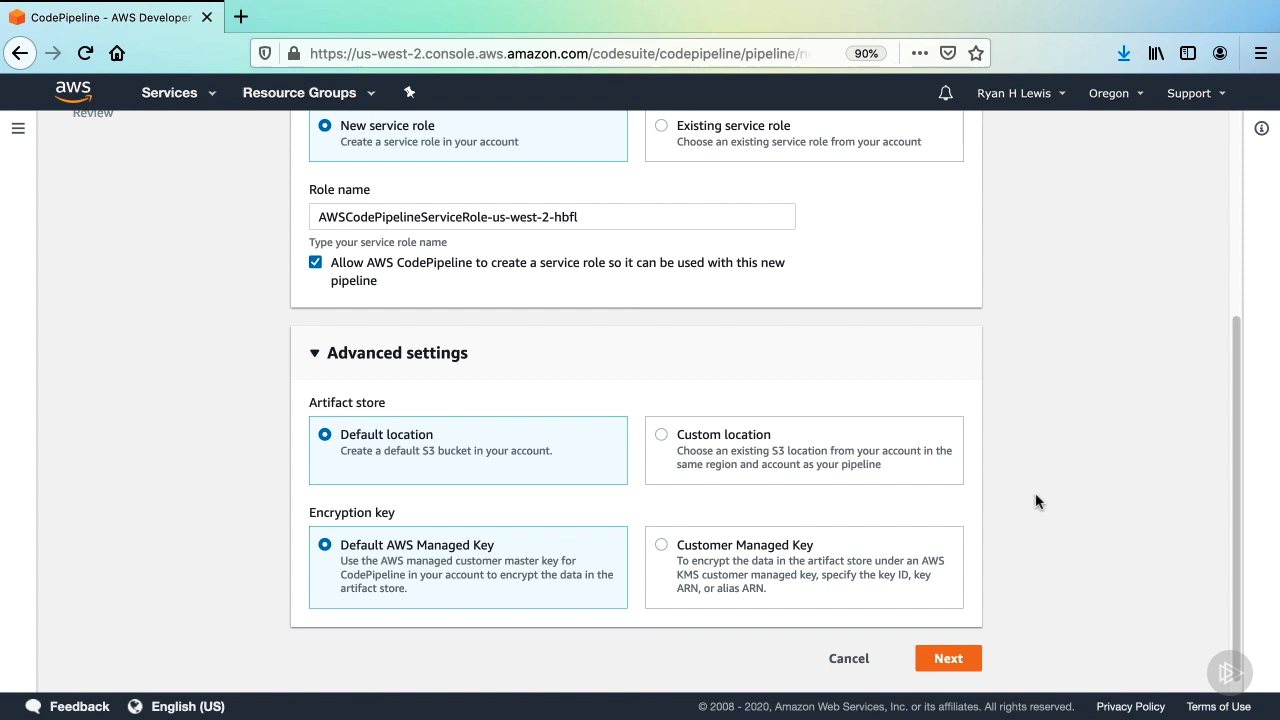 CodePipeline - AWS Developer
https://us-west-2.console.aws.amazon.com/codesuite/codepipeline/pipeline/n
90%
aws
Services
Resource Groups
Ryan H Lewis
Oregon
Support
Review
New service role
Create a service role in your account
Existing service role
Choose an existing service role from your account
Role name
AWSCodePipelineServiceRole-us-west-2-hbfl
Type your service role name
Allow AWS CodePipeline to create a service role so it can be used with this new
pipeline
Advanced settings
Artifact store
Default location
Create a default S3 bucket in your account.
Custom location
Choose an existing S3 location from your account in the
same region and account as your pipeline
Encryption key
Default AWS Managed Key
Use the AWS managed customer master key for
CodePipeline in your account to encrypt the data in the
artifact store.
Customer Managed Key
To encrypt the data in the artifact store under an AWS
KMS customer managed key, specify the key ID, key
ARN, or alias ARN.
Cancel
Next
Feedback
English (US)
© 2008 - 2020, Amazon Web Services, Inc. or its affiliates. All rights reserved.
Privacy Policy
Terms of Use